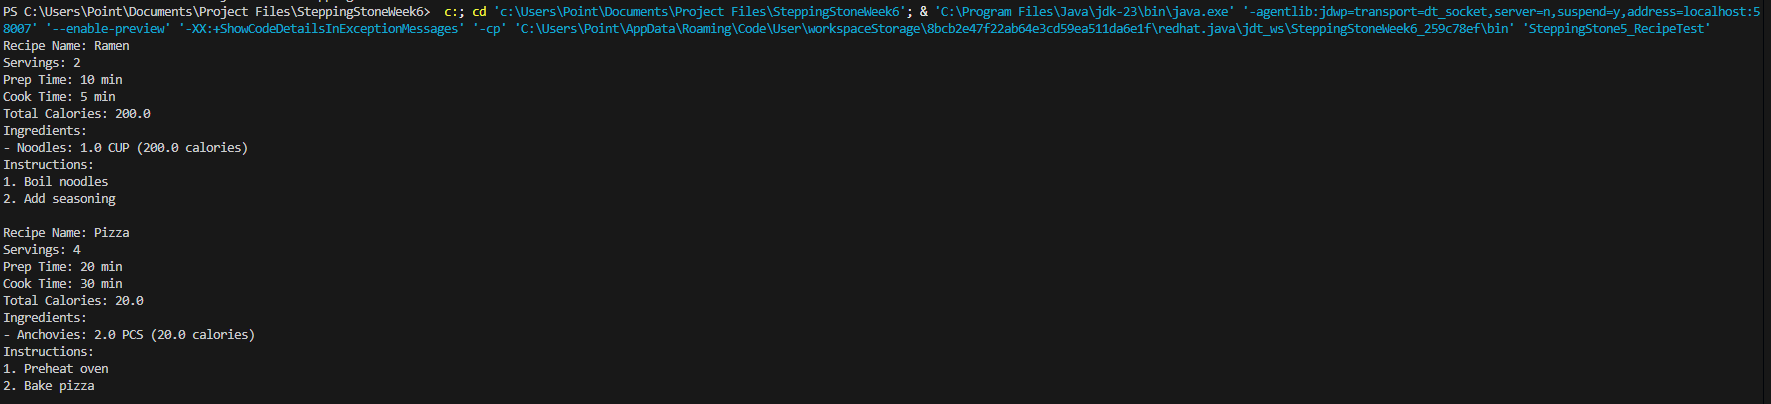 PS C:\Users\Point\Documents\Project Files\SteppingStoneWeek6>  c:; cd 'c:\Users\Point\Documents\Project Files\SteppingStoneWeek6'; & 'C:\Program Files\Java\jdk-23\bin\java.exe' '-agentlib:jdwp=transport=dt_socket,server=n,suspend=y,address=localhost:5
8007' '--enable-preview' '-XX:+ShowCodeDetailsInExceptionMessages' '-cp' 'C:\Users\Point\AppData\Roaming\Code\User\workspaceStorage\8bcb2e47f22ab64e3cd59ea511da6e1f\redhat.java\jdt_ws\SteppingStoneWeek6_259c78ef\bin' 'SteppingStone5_RecipeTest'
Recipe Name: Ramen
Servings: 2
Prep Time: 10 min
Cook Time: 5 min
Total Calories: 200.0
Ingredients:
- Noodles: 1.0 CUP (200.0 calories)
Instructions:
1. Boil noodles
2. Add seasoning

Recipe Name: Pizza
Servings: 4
Prep Time: 20 min
Cook Time: 30 min
Total Calories: 20.0
Ingredients:
- Anchovies: 2.0 PCS (20.0 calories)
Instructions:
1. Preheat oven
2. Bake pizza